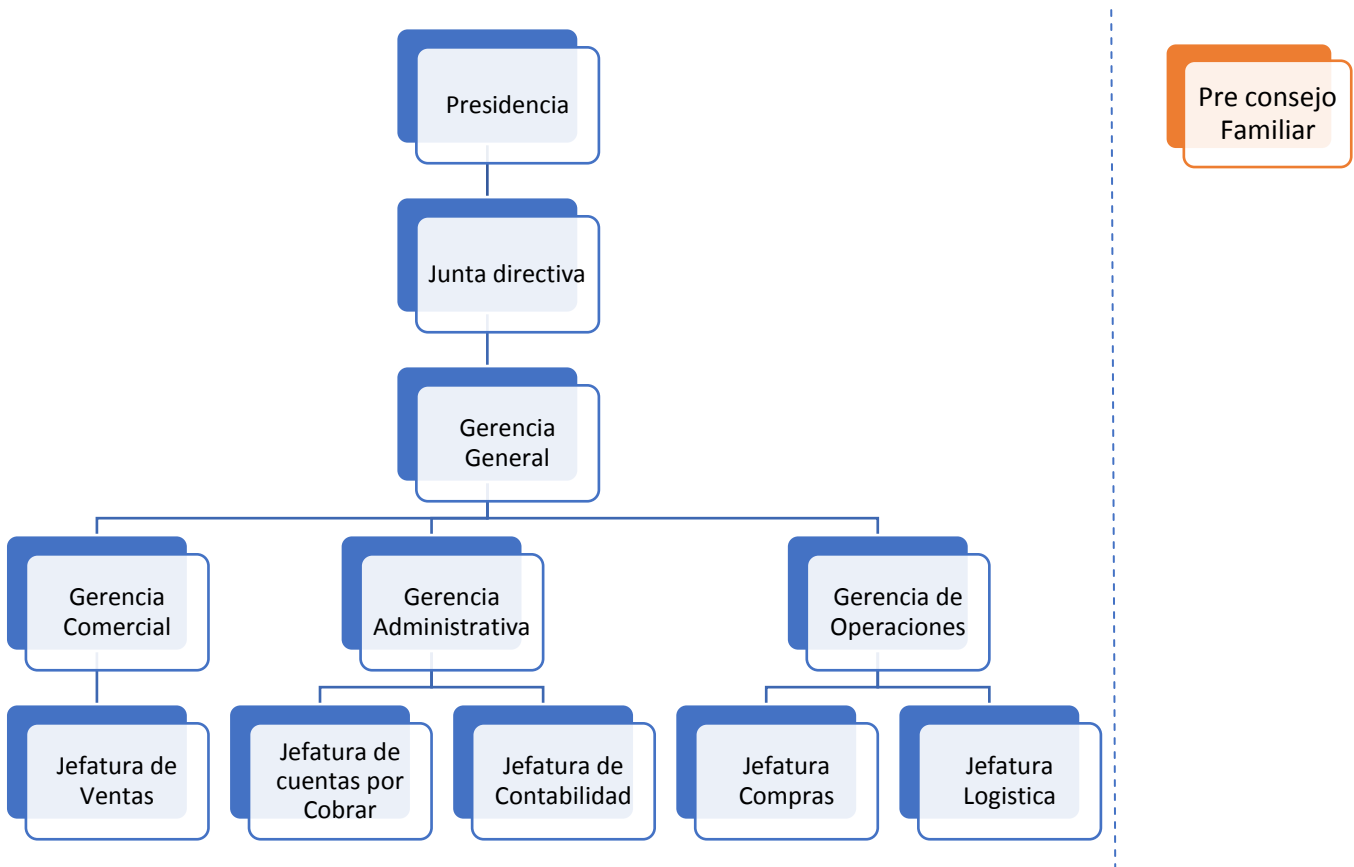 Presidencia
Pre consejo
Familiar
Junta directiva
Gerencia
General
Gerencia
Comercial
Gerencia
Administrativa
Gerencia de
Operaciones
Jefatura de
Ventas
Jefatura de
cuentas por
Cobrar
Jefatura de
Contabilidad
Jefatura
Compras
Jefatura
Logistica